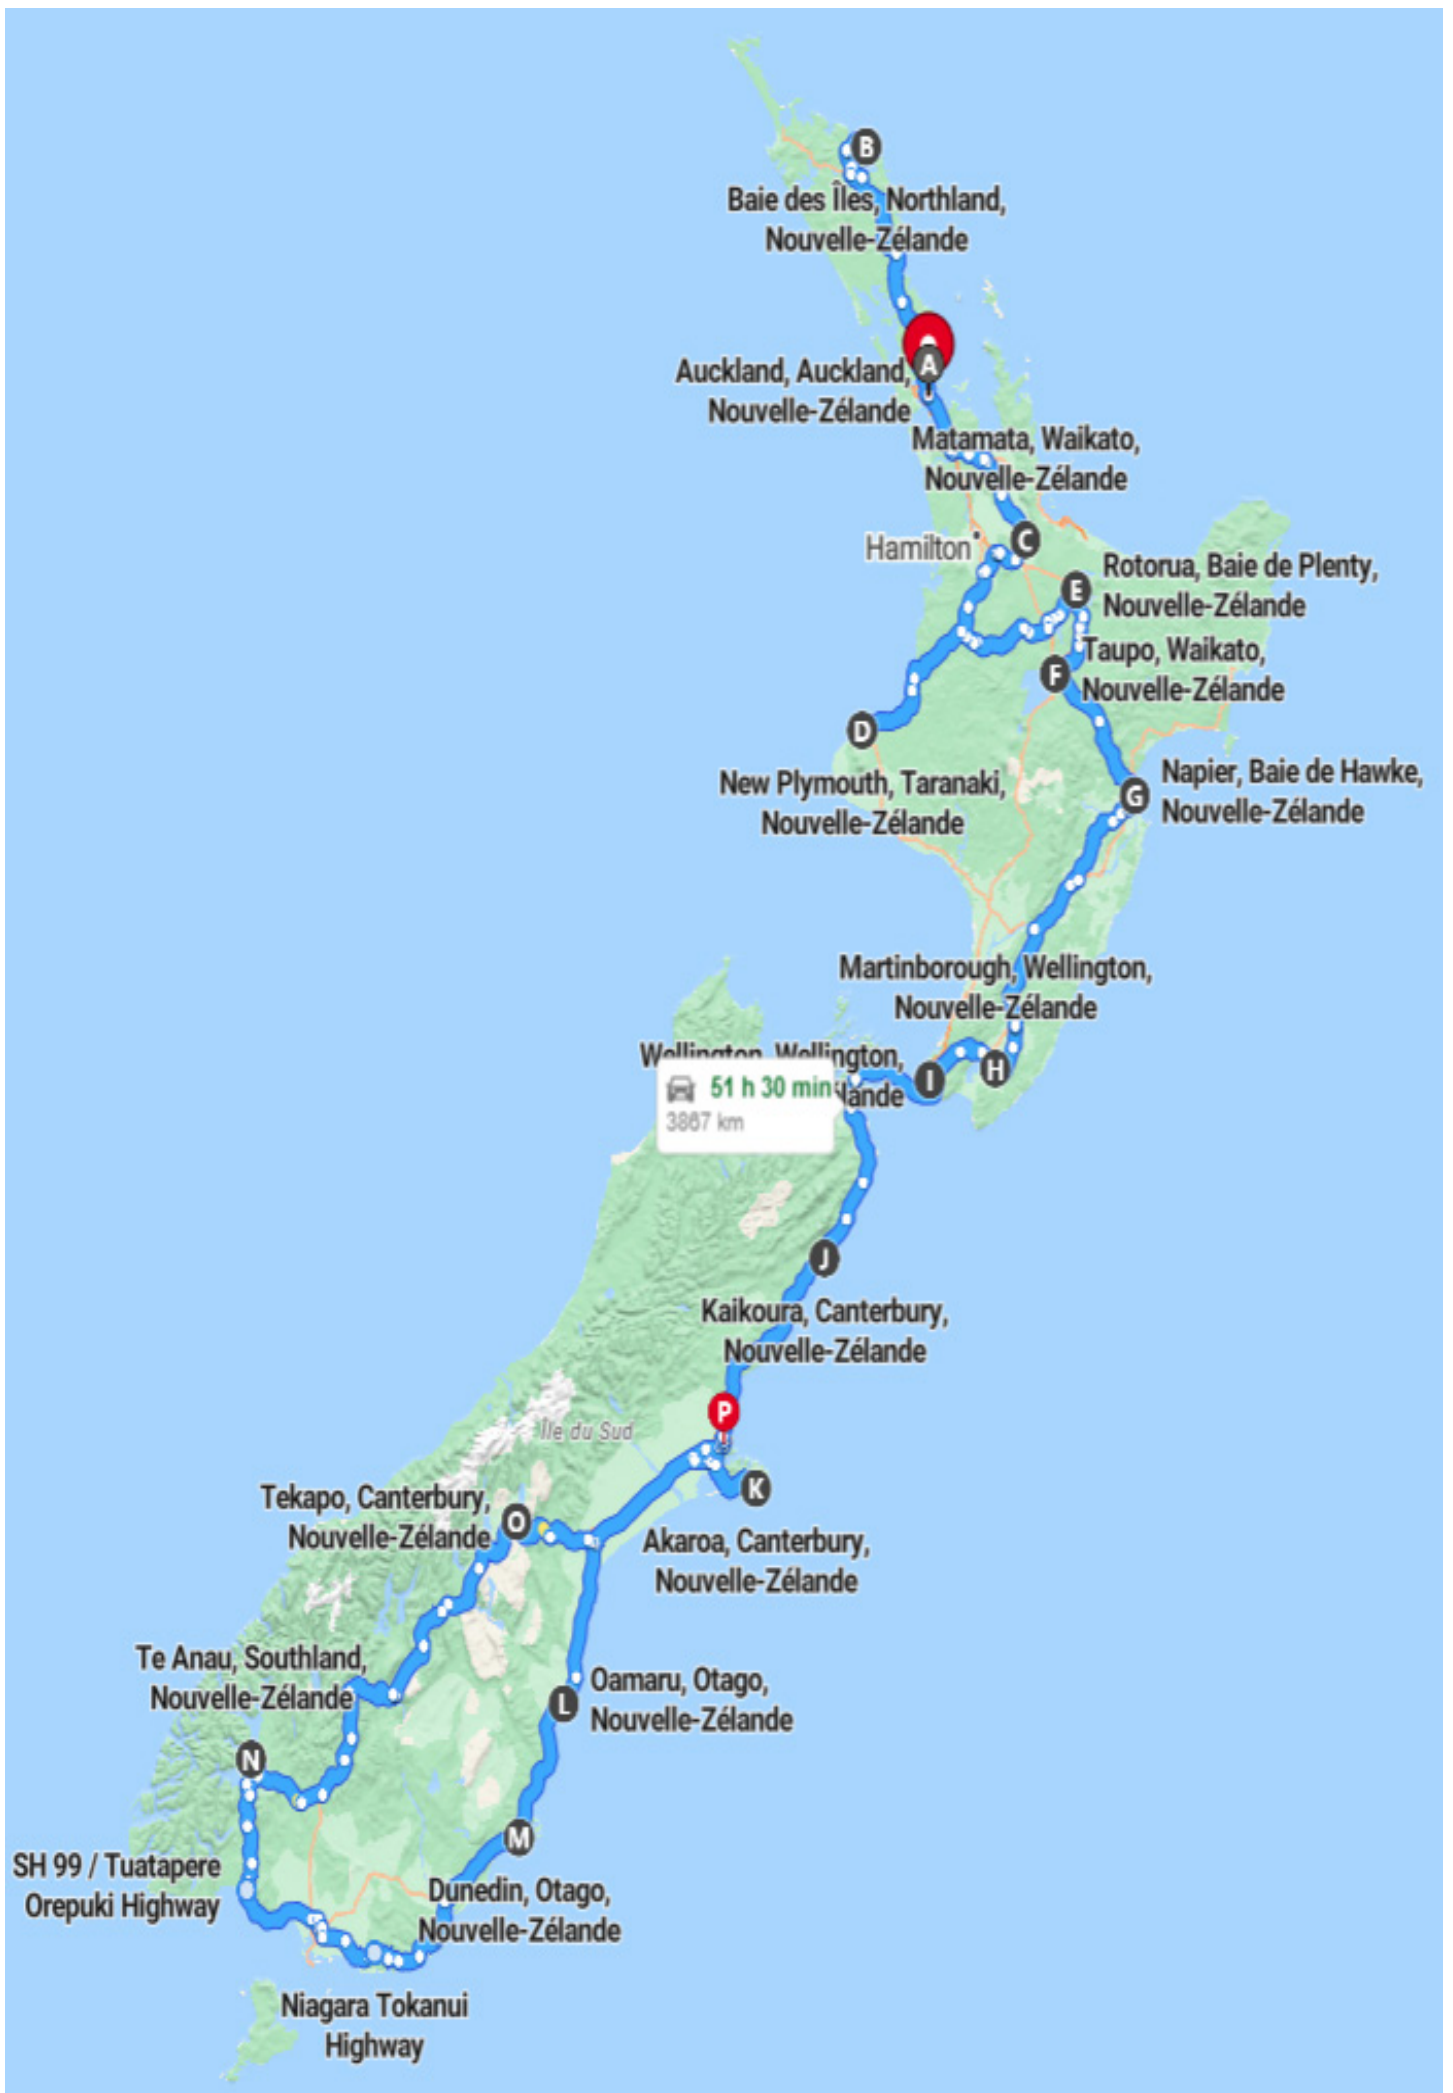 B
Baie des Îles, Northland,
Nouvelle-Zélande
A
Auckland, Auckland,
Nouvelle-Zélande
Matamata, Waikato,
Nouvelle-Zélande
Hamilton
C
E
Rotorua, Baie de Plenty,
Nouvelle-Zélande
F
Taupo, Waikato,
Nouvelle-Zélande
D
New Plymouth, Taranaki,
Nouvelle-Zélande
G
Napier, Baie de Hawke,
Nouvelle-Zélande
Martinborough, Wellington,
Nouvelle-Zélande
Wellington, Wellington,
élande
I
H
51 h 30 min
3867 km
J
Kaikoura, Canterbury,
Nouvelle-Zélande
P
Île du Sud
K
Akaroa, Canterbury,
Nouvelle-Zélande
Tekapo, Canterbury,
Nouvelle-Zélande
O
Te Anau, Southland,
Nouvelle-Zélande
L
Oamaru, Otago,
Nouvelle-Zélande
N
M
SH 99 / Tuatapere
Orepuki Highway
Dunedin, Otago,
Nouvelle-Zélande
Niagara Tokanui
Highway